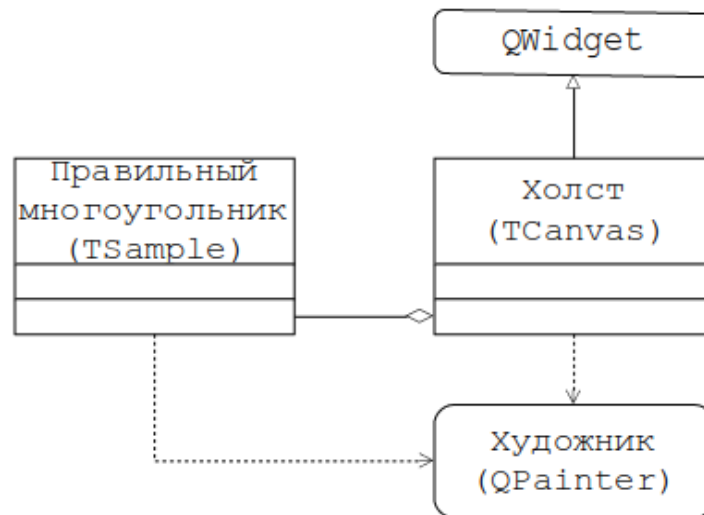 QWidget
Правильный
многоугольник
(TSample)
Холст
(TCanvas)
Художник
(QPainter)